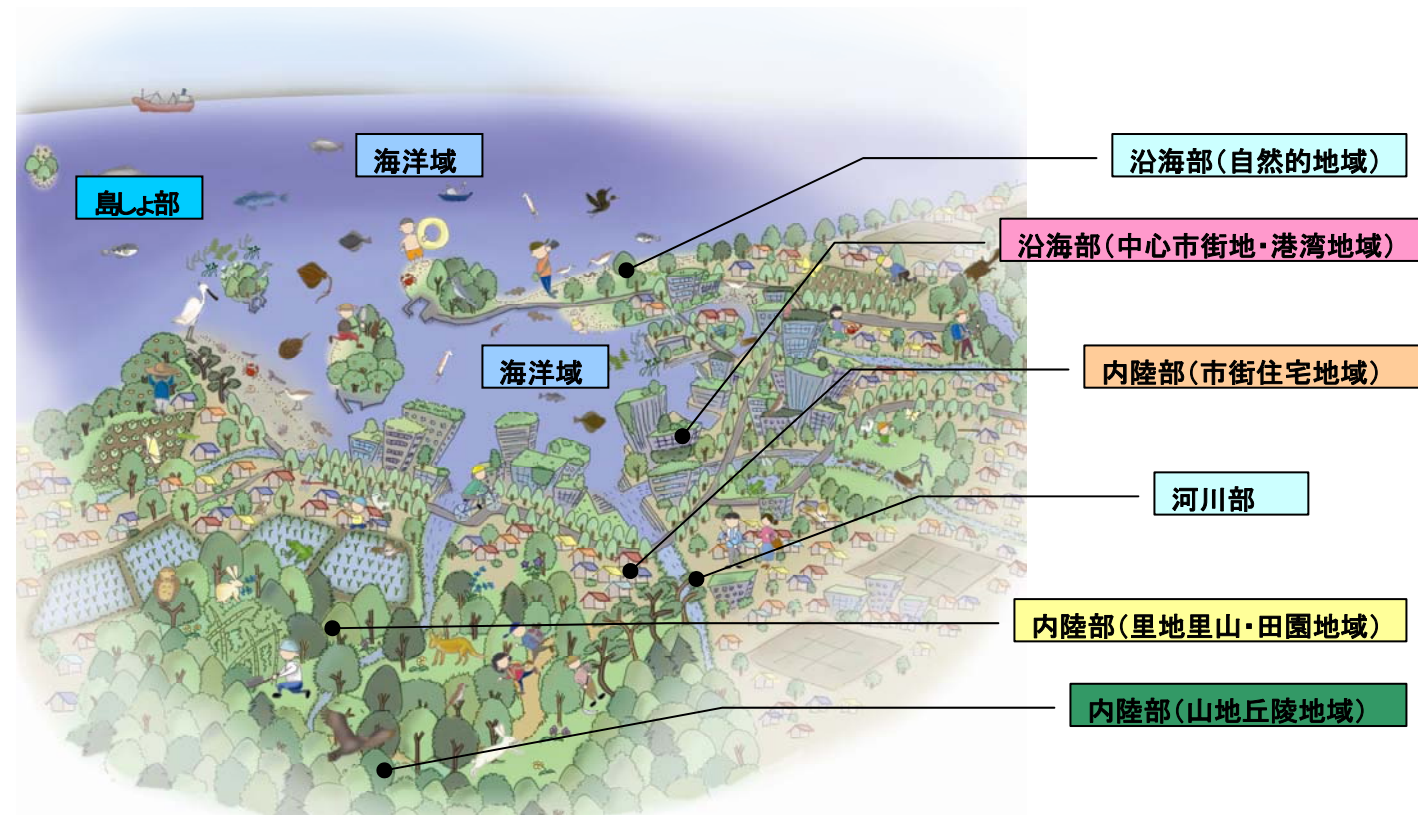 海洋域
島しょ部
海洋域
沿海部(自然的地域)
沿海部(中心市街地・港湾地域)
内陸部(市街住宅地域)
河川部
内陸部(里地里山・田園地域)
内陸部(山地丘陵地域)